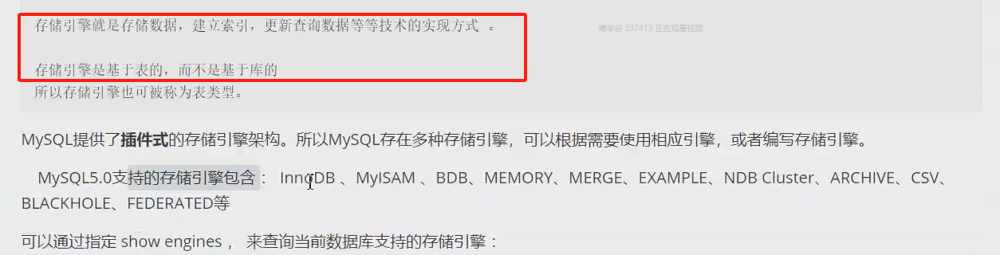 存储引擎就是存储数据，建立索引，更新查询数据等等技术的实现方式 。
博学谷 337413 正在观看视频
存储引擎是基于表的，而不是基于库的
所以存储引擎也可被称为表类型。
MySQL提供了插件式的存储引擎架构。所以MySQL存在多种存储引擎，可以根据需要使用相应引擎，或者编写存储引擎。
MySQL5.0支持的存储引擎包含 ： InnoDB 、MyISAM 、BDB、MEMORY、MERGE、EXAMPLE、NDB Cluster、ARCHIVE、CSV、
BLACKHOLE、FEDERATED等
可以通过指定 show engines ， 来查询当前数据库支持的存储引擎 ：